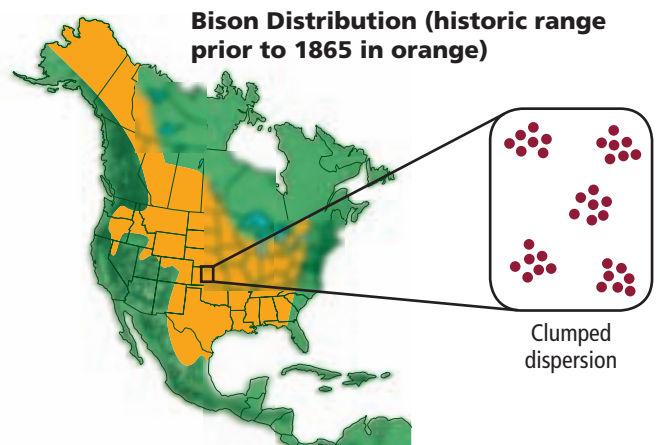 Bison Distribution (historic range
prior to 1865 in orange)
Clumped
dispersion